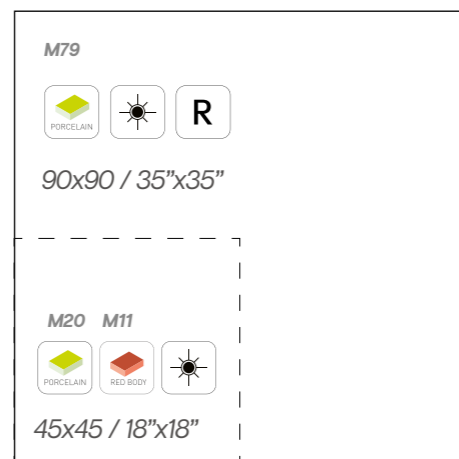 M79
PORCELAIN
R
90x90 / 35”x35”
M20 M11
PORCELAIN RED BODY
45x45 / 18”x18”